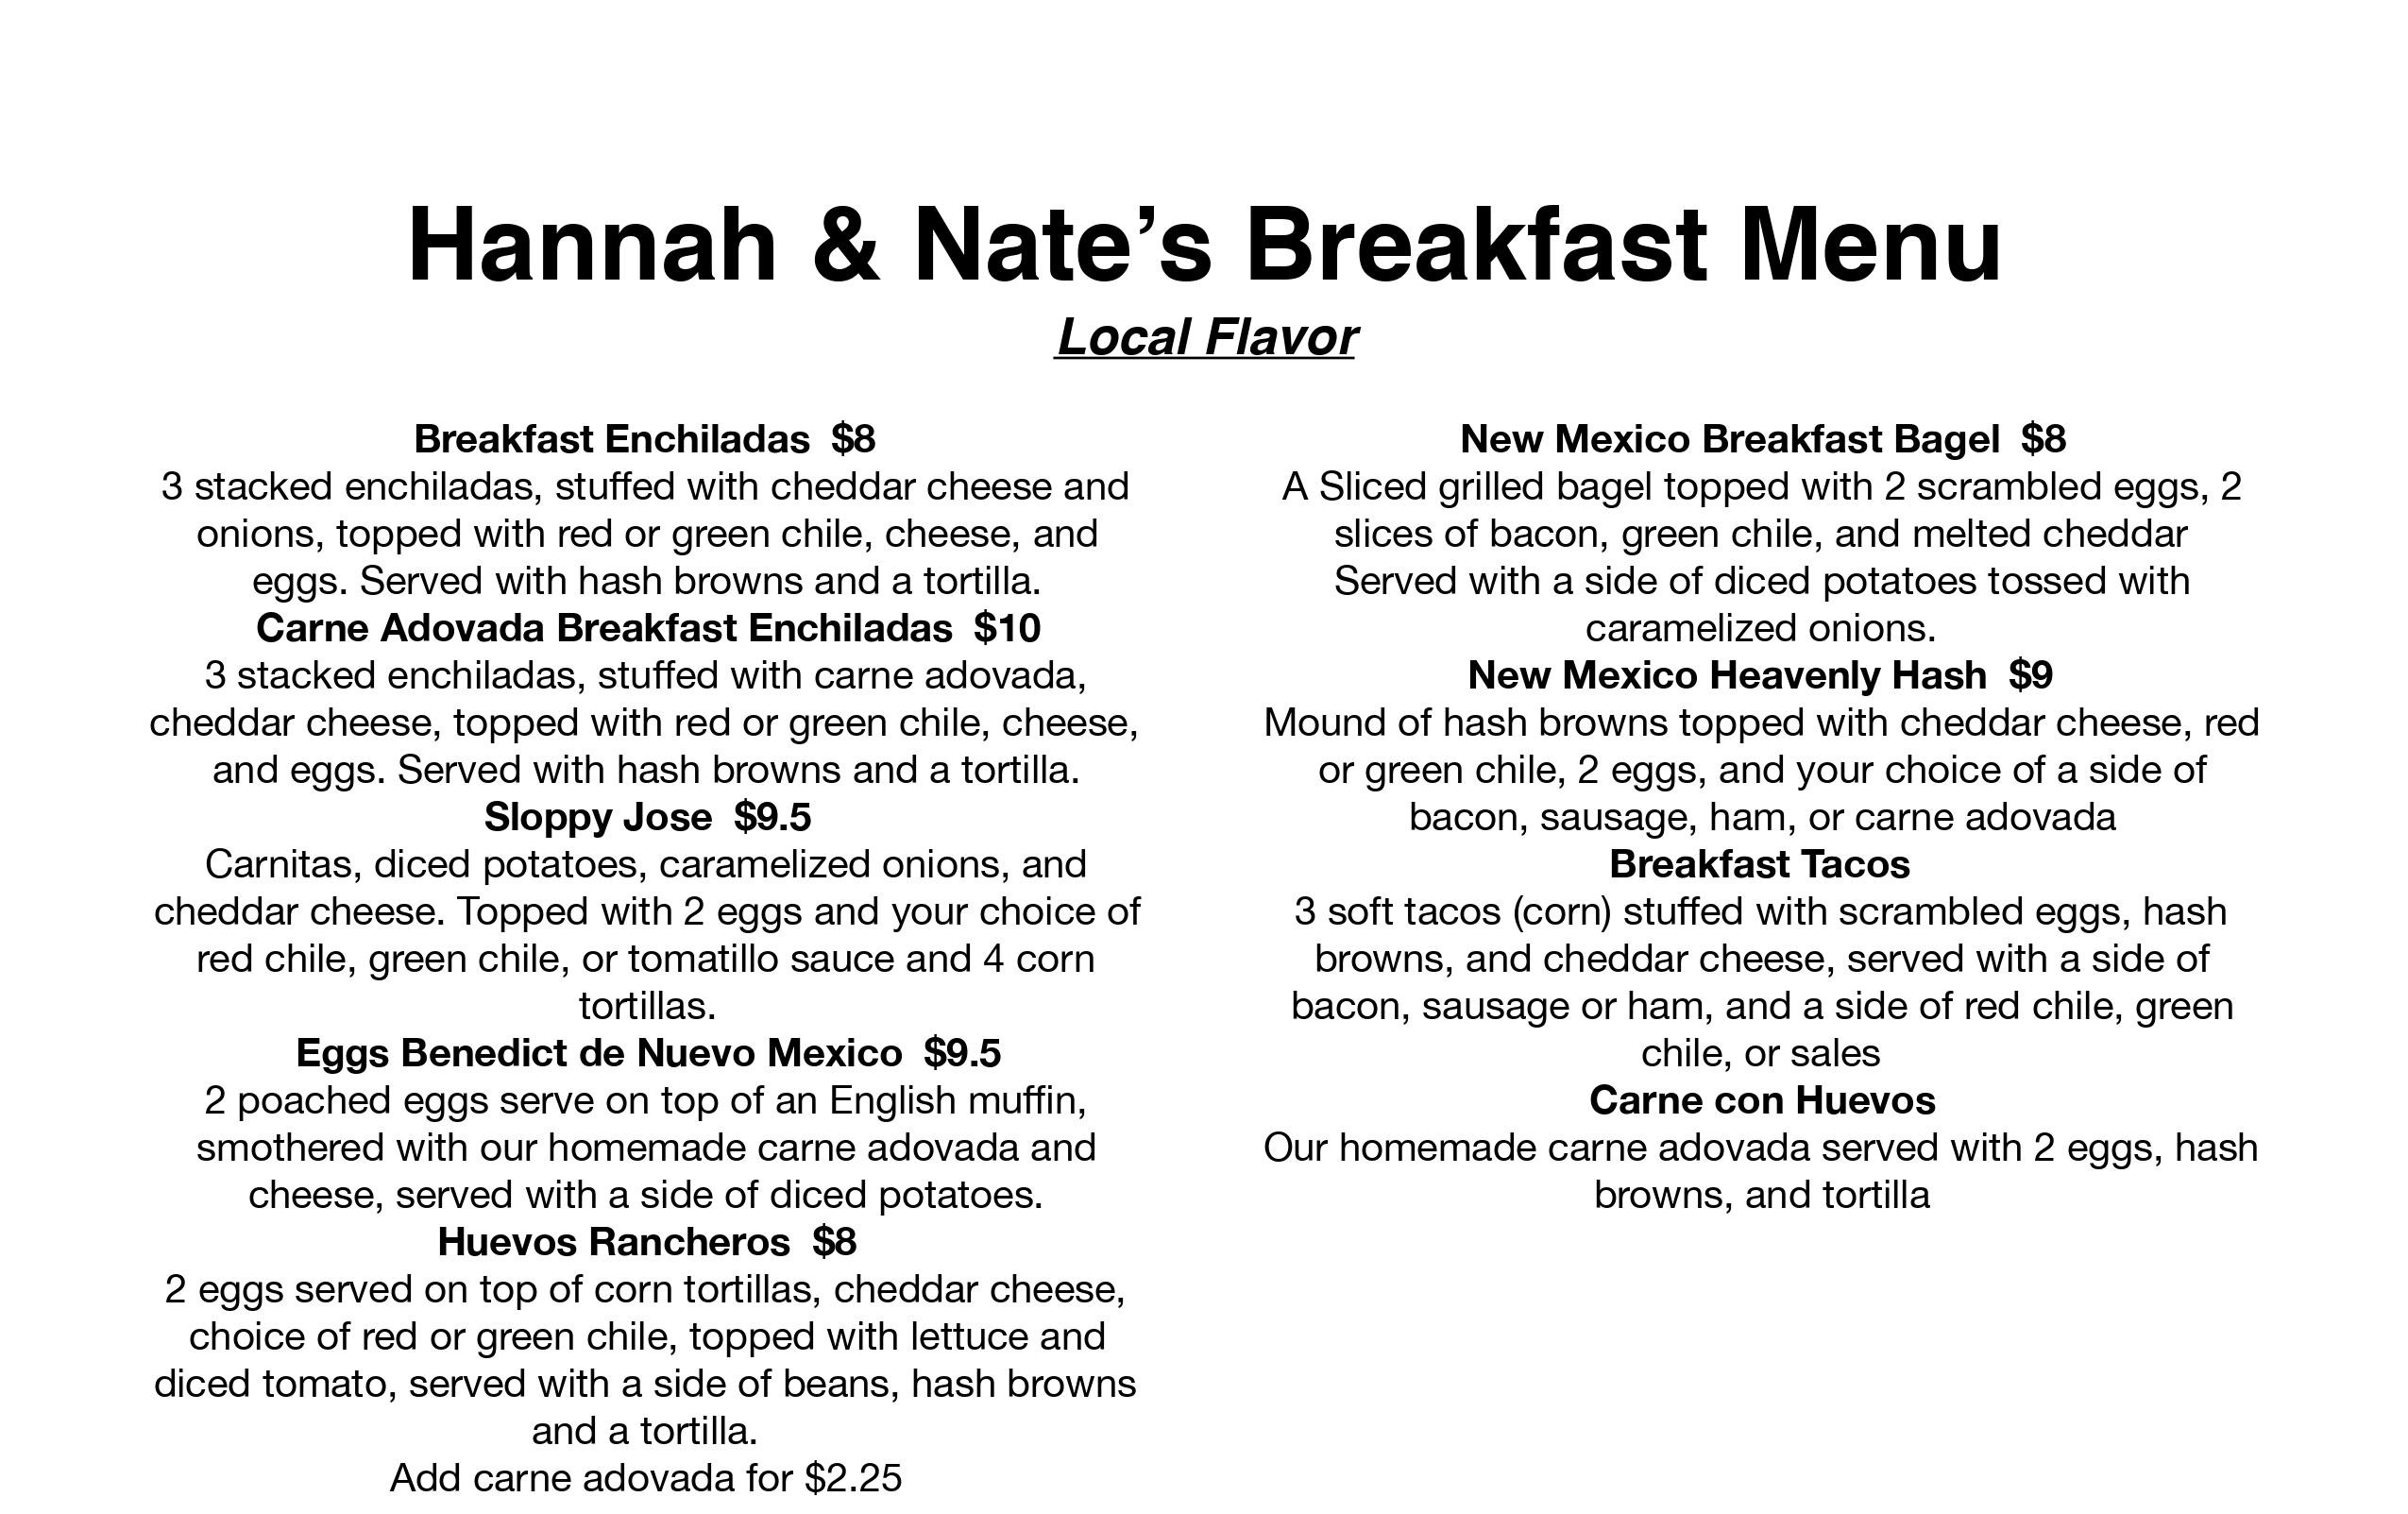 Hannah & Nate’s Breakfast Menu
Local Flavor
Breakfast Enchiladas  $8
3 stacked enchiladas, stuffed with cheddar cheese and
onions, topped with red or green chile, cheese, and
eggs. Served with hash browns and a tortilla.
Carne Adovada Breakfast Enchiladas  $10
3 stacked enchiladas, stuffed with carne adovada,
cheddar cheese, topped with red or green chile, cheese,
and eggs. Served with hash browns and a tortilla.
Sloppy Jose  $9.5
Carnitas, diced potatoes, caramelized onions, and
cheddar cheese. Topped with 2 eggs and your choice of
red chile, green chile, or tomatillo sauce and 4 corn
tortillas.
Eggs Benedict de Nuevo Mexico  $9.5
2 poached eggs serve on top of an English muffin,
smothered with our homemade carne adovada and
cheese, served with a side of diced potatoes.
Huevos Rancheros  $8
2 eggs served on top of corn tortillas, cheddar cheese,
choice of red or green chile, topped with lettuce and
diced tomato, served with a side of beans, hash browns
and a tortilla.
Add carne adovada for $2.25
New Mexico Breakfast Bagel  $8
A Sliced grilled bagel topped with 2 scrambled eggs, 2
slices of bacon, green chile, and melted cheddar
Served with a side of diced potatoes tossed with
caramelized onions.
New Mexico Heavenly Hash  $9
Mound of hash browns topped with cheddar cheese, red
or green chile, 2 eggs, and your choice of a side of
bacon, sausage, ham, or carne adovada
Breakfast Tacos
3 soft tacos (corn) stuffed with scrambled eggs, hash
browns, and cheddar cheese, served with a side of
bacon, sausage or ham, and a side of red chile, green
chile, or sales
Carne con Huevos
Our homemade carne adovada served with 2 eggs, hash
browns, and tortilla